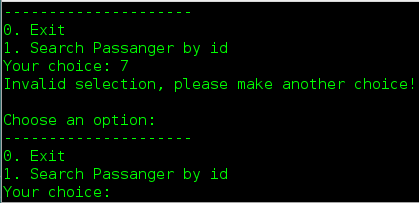 ---------------------
0. Exit
1. Search Passanger by id
Your choice: 7
Invalid selection, please make another choice!

Choose an option:
---------------------
0. Exit
1. Search Passanger by id
Your choice: